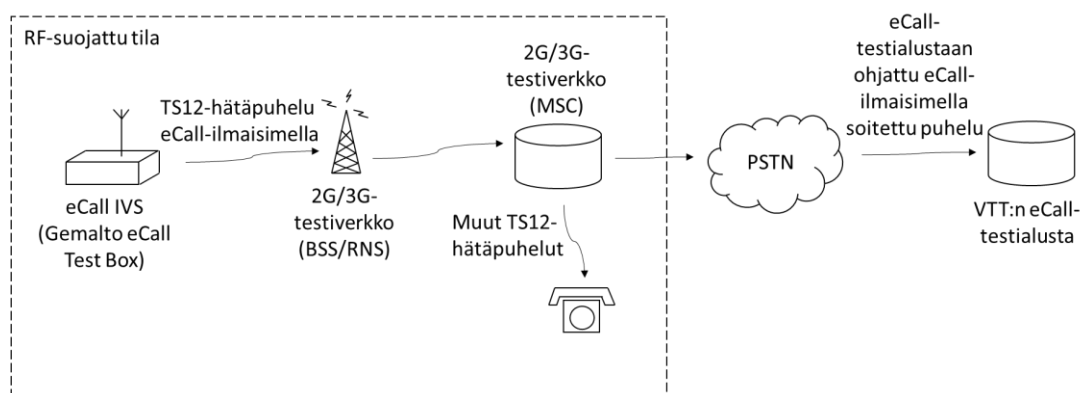 RF-suojattu tila
TS12-hätäpuhelu
eCall-ilmaisimella
eCall IVS
(Gemalto eCall
Test Box)
2G/3G-
testiverkko
(BSS/RNS)
2G/3G-
testiverkko
(MSC)
Muut TS12-
hätäpuhelut
PSTN
eCall-
testialustaan
ohjattu eCall-
ilmaisimella
soitettu puhelu
VTT:n eCall-
testialusta